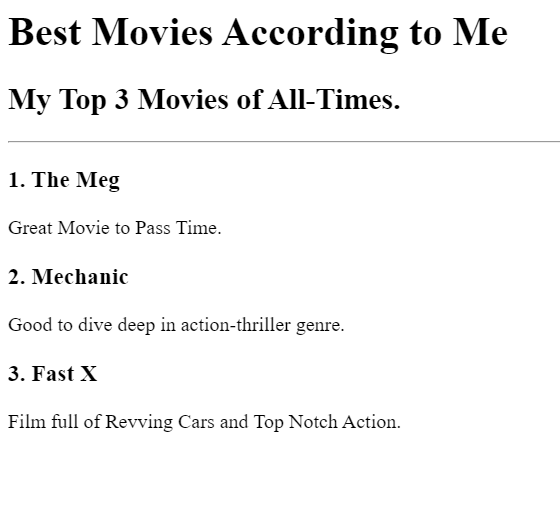 Best Movies According to Me
My Top 3 Movies of All-Times.
1. The Meg
Great Movie to Pass Time.
2. Mechanic
Good to dive deep in action-thriller genre.
3. Fast X
Film full of Revving Cars and Top Notch Action.